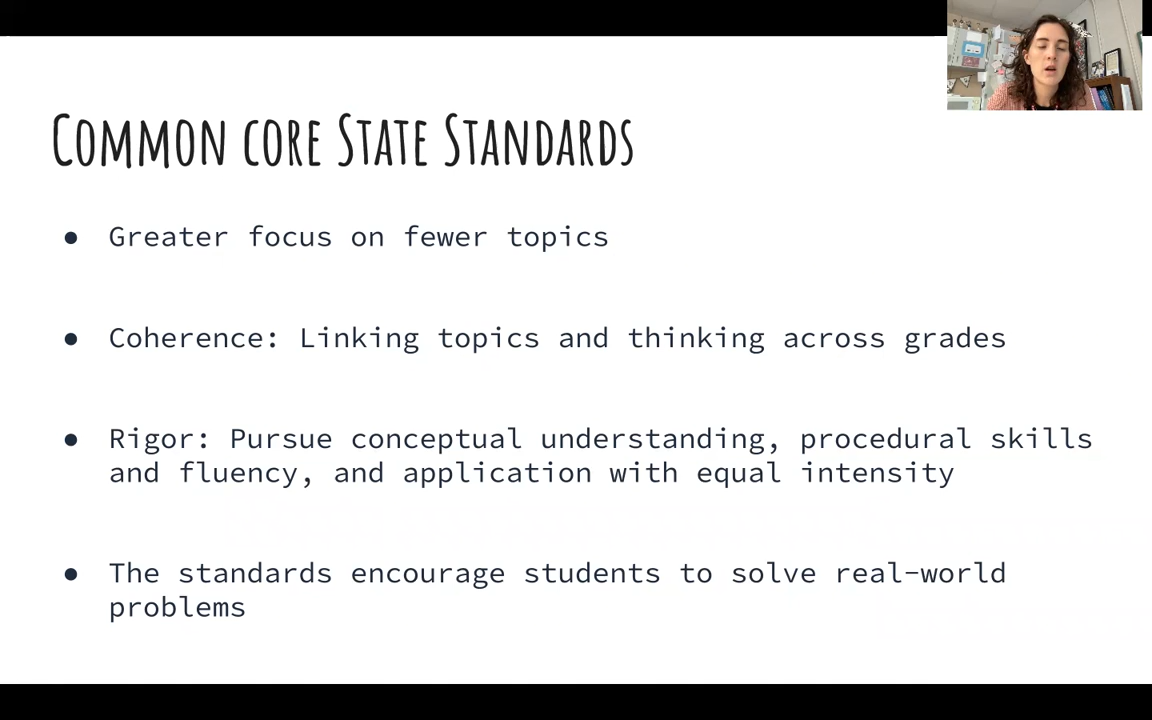 Common core State Standards
● Greater focus on fewer topics
● Coherence: Linking topics and thinking across grades
● Rigor: Pursue conceptual understanding, procedural skills
and fluency, and application with equal intensity
● The standards encourage students to solve real-world
problems